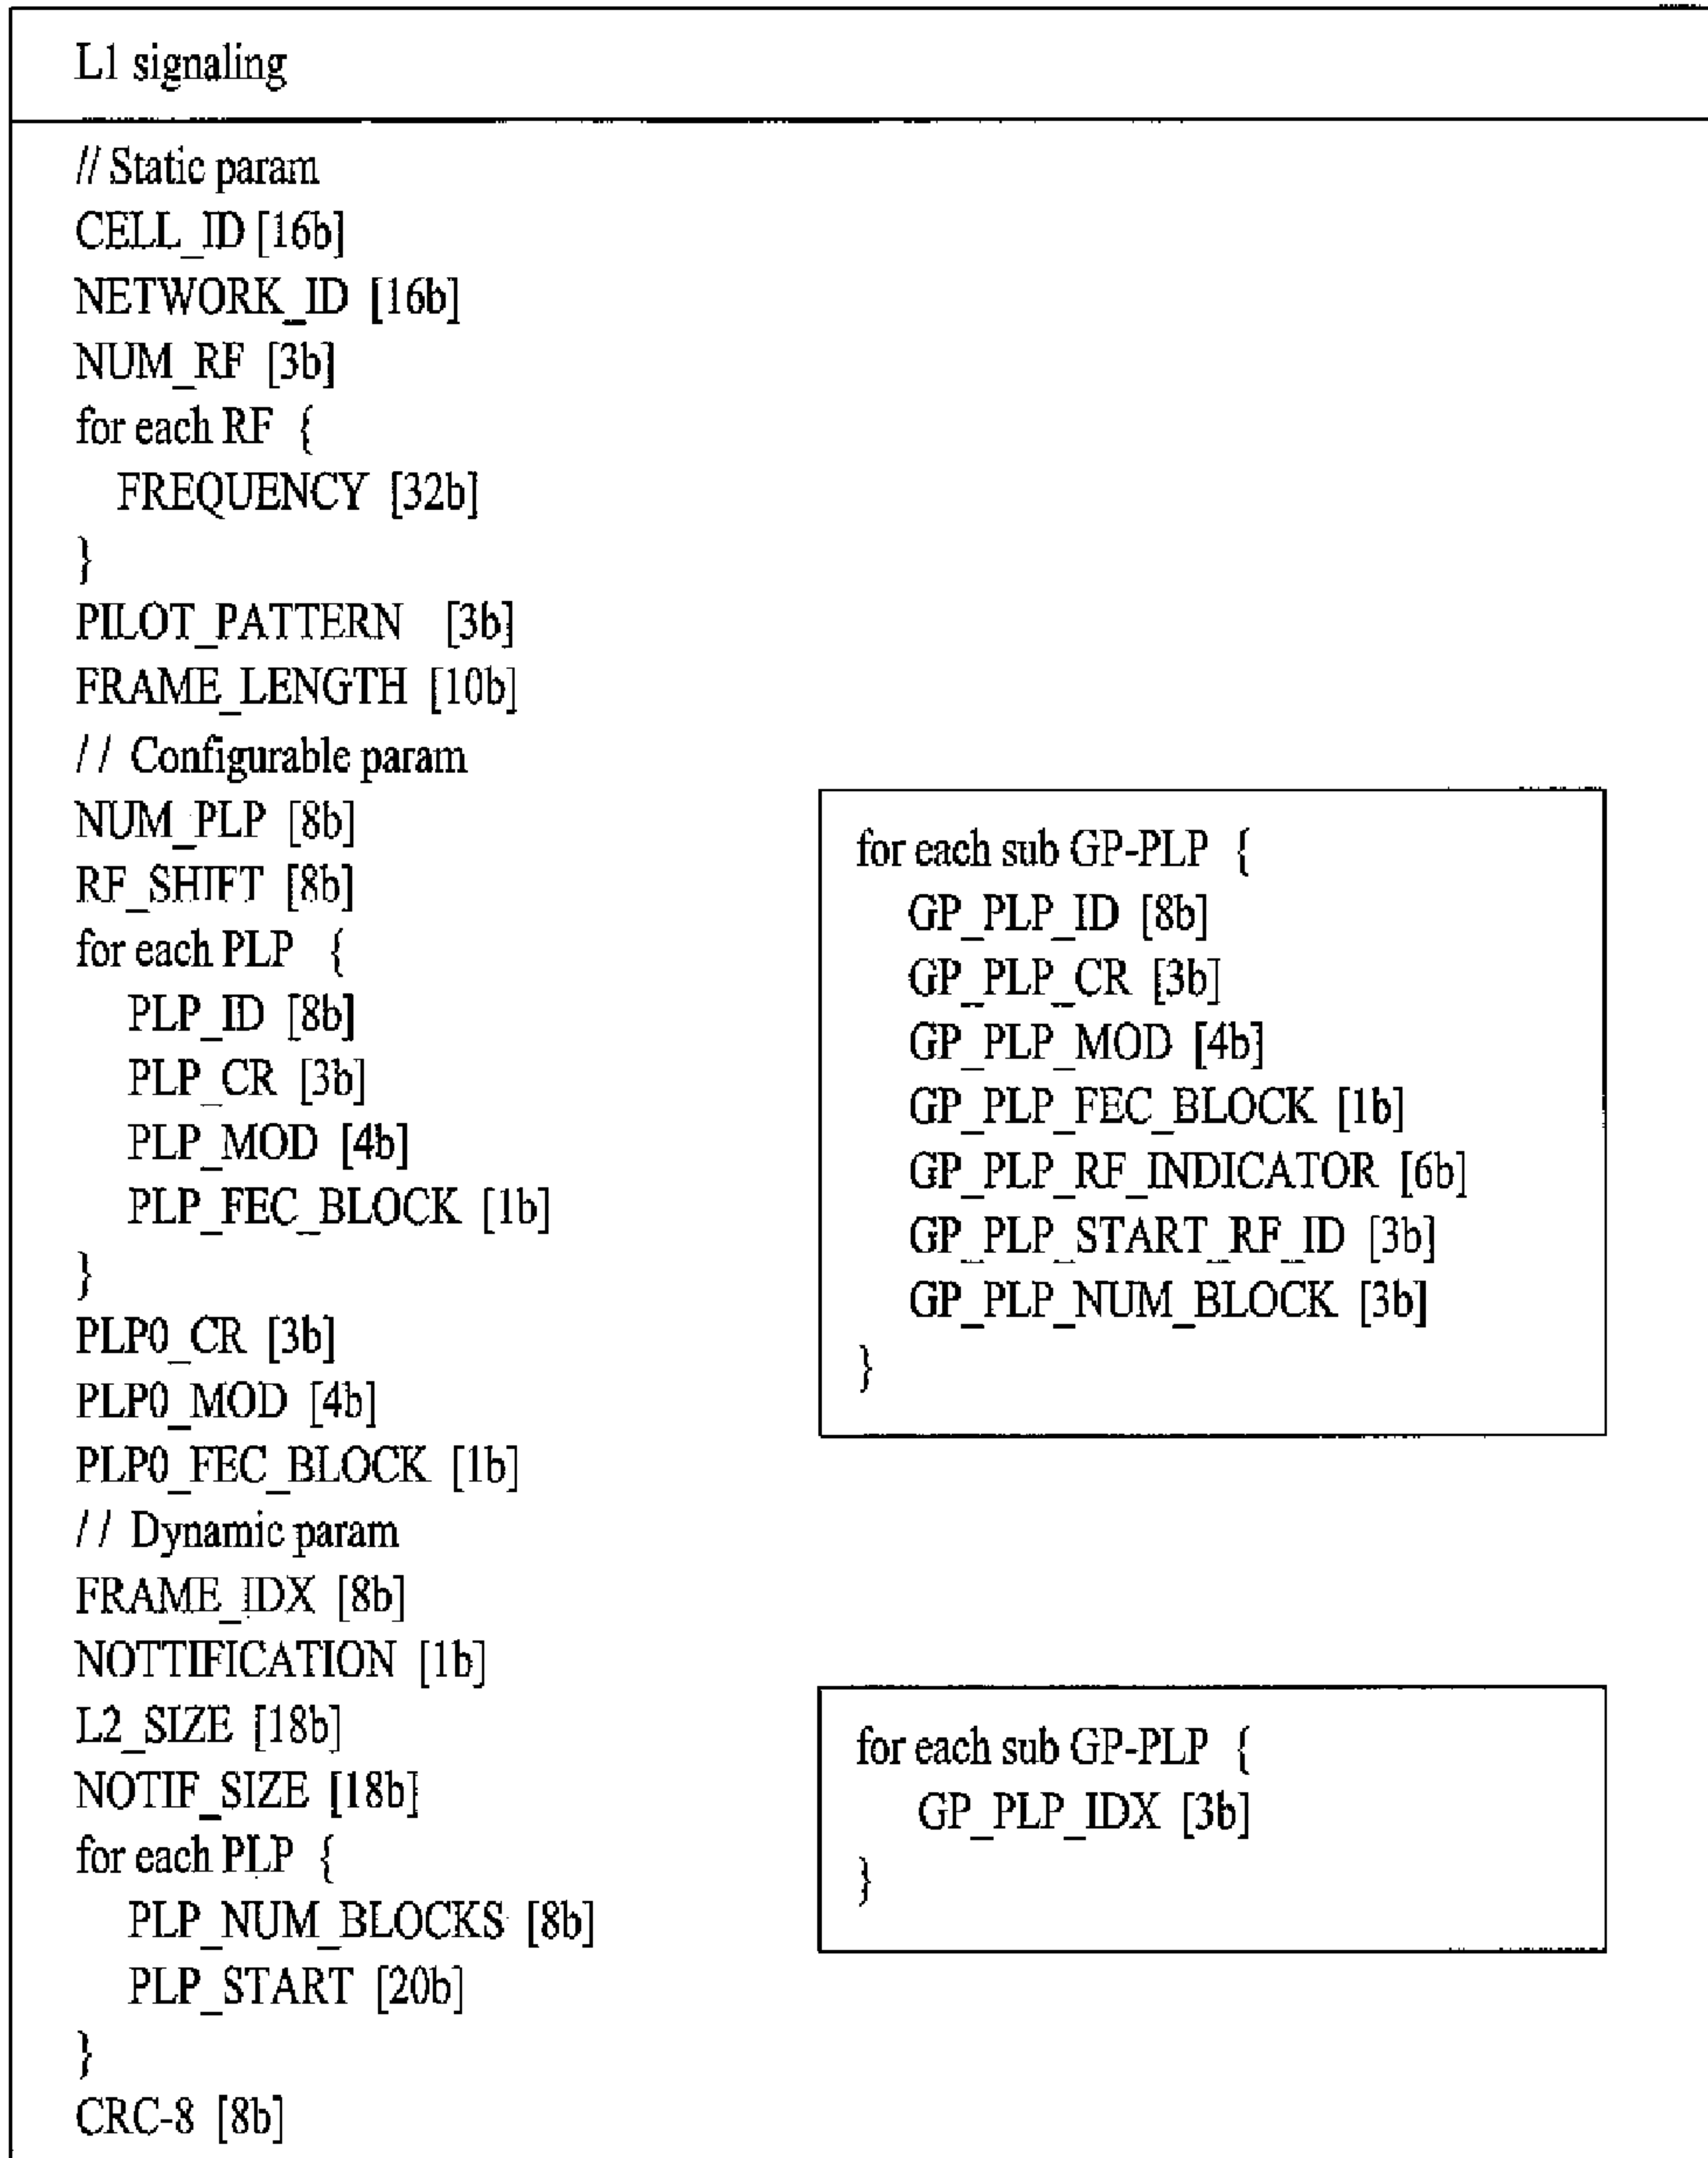 L1 signaling
// Static param
CELL_ID [16b]
NETWORK_ID [16b]
NUM_RF [3b]
for each RF {
FREQUENCY [32b]
}
PILOT_PATTERN [3b]
FRAME_LENGTH [10b]
// Configurable param
NUM_PLP [8b]
RF_SHIFT [8b]
for each PLP {
PLP_ID [8b]
PLP_CR [3b]
PLP_MOD [4b]
PLP_FEC_BLOCK [1b]
}
PLP0_CR [3b]
PLP0_MOD [4b]
PLP0_FEC_BLOCK [1b]
// Dynamic param
FRAME_IDX [8b]
NOTTIFICATION [1b]
L2_SIZE [18b]
NOTIF_SIZE [18b]
for each PLP {
PLP_NUM_BLOCKS [8b]
PLP_START [20b]
}
CRC-8 [8b]
for each sub GP-PLP {
GP_PLP_ID [8b]
GP_PLP_CR [3b]
GP_PLP_MOD [4b]
GP_PLP_FEC_BLOCK [1b]
GP_PLP_RF_INDICATOR [6b]
GP_PLP_START_RF_ID [3b]
GP_PLP_NUM_BLOCK [3b]
}
for each sub GP-PLP {
GP_PLP_IDX [3b]
}